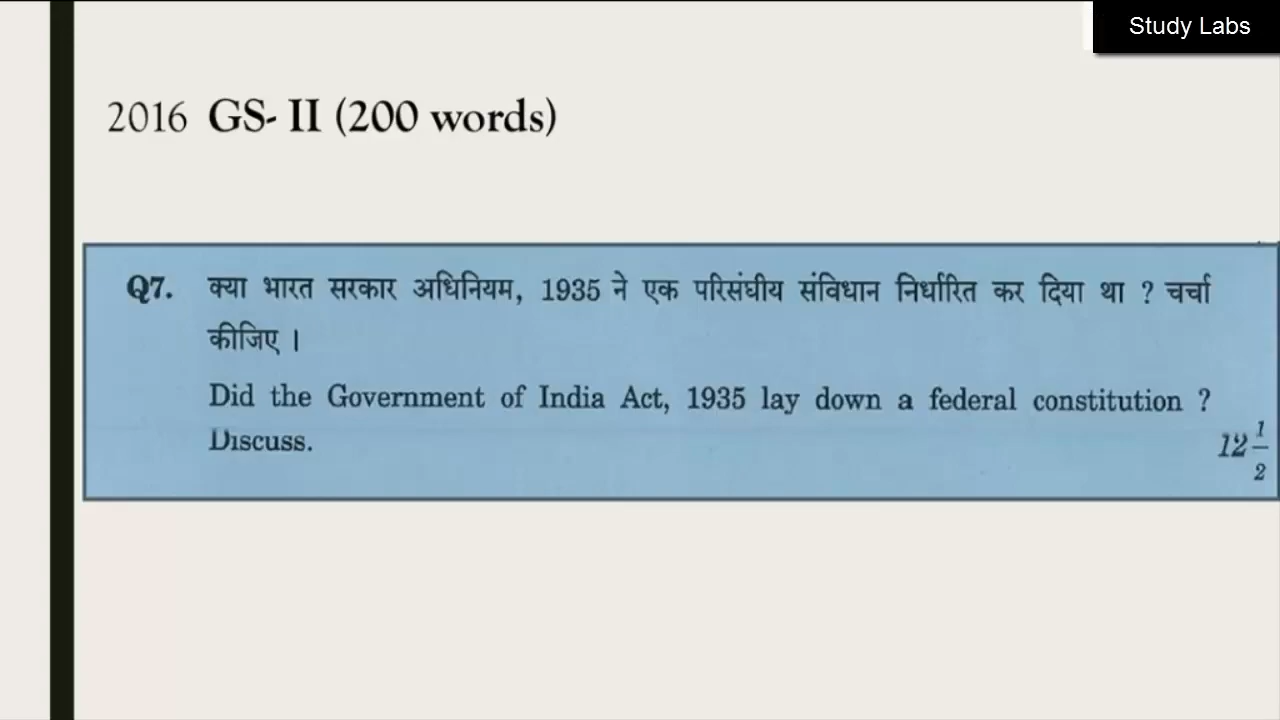 Study Labs
2016 GS- II (200 words)
Q7. क्या भारत सरकार अधिनियम, 1935 ने एक परिसंघीय संविधान निर्धारित कर दिया था ? चर्चा
कीजिए ।
Did the Government of India Act, 1935 lay down a federal constitution ?
Discuss.
12 1/2